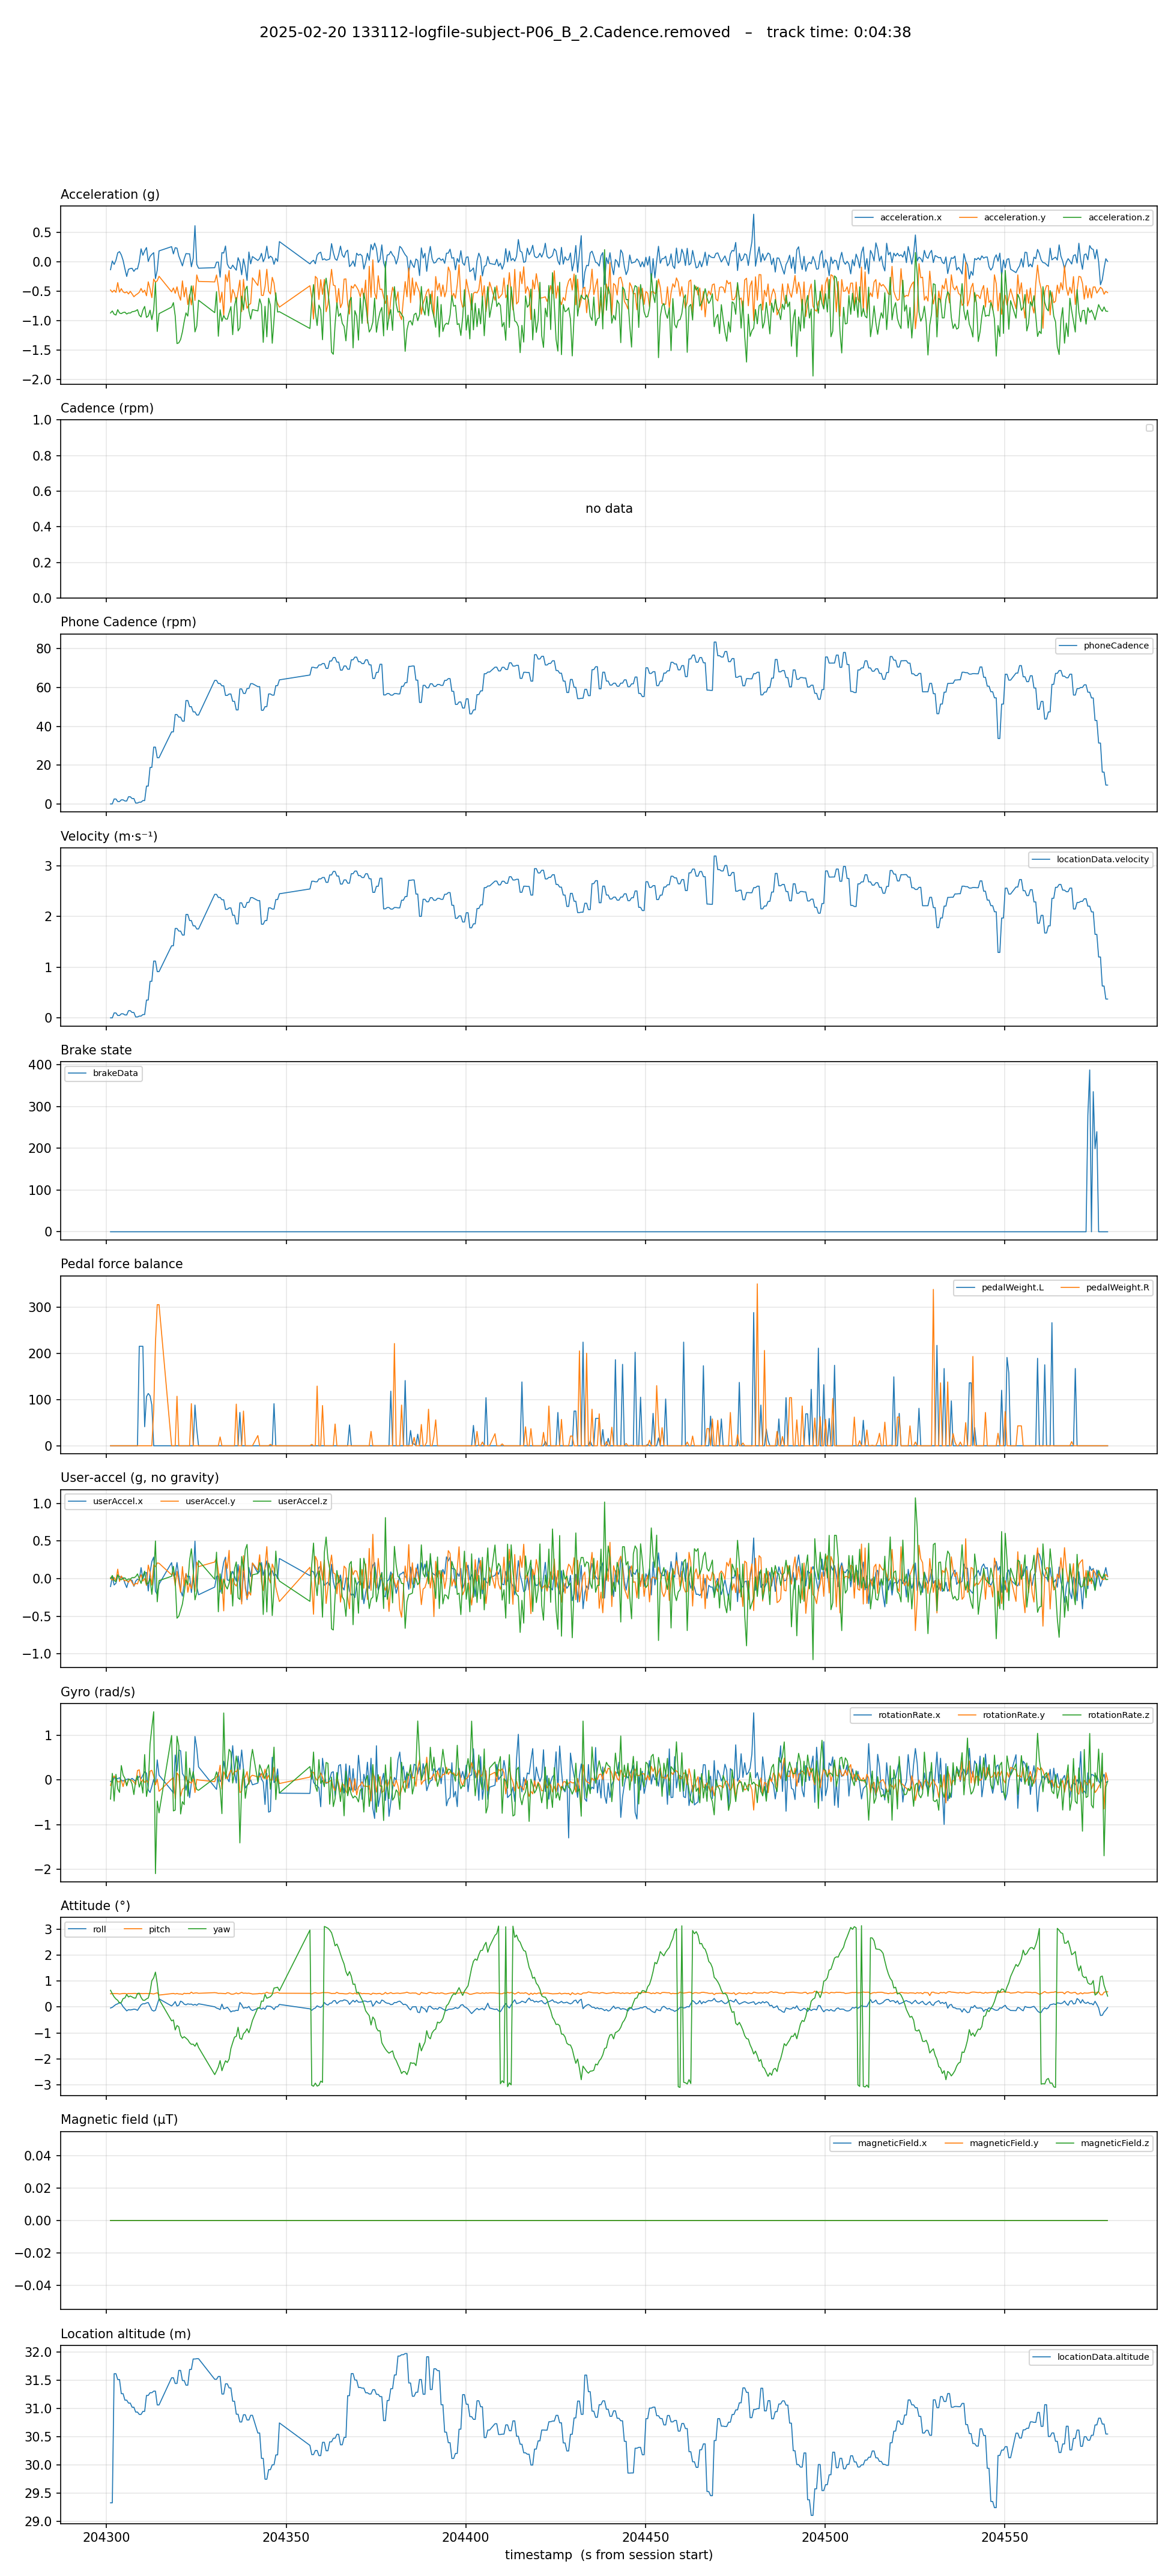 2025-02-20 133112-logfile-subject-P06_B_2.Cadence.removed – track time: 0:04:38
Acceleration (g)
acceleration.x acceleration.y acceleration.z
0.5
0.0
−0.5
−1.0
−1.5
−2.0
Cadence (rpm)
1.0
0.8
0.6
no data
0.4
0.2
0.0
Phone Cadence (rpm)
phoneCadence
80
60
40
20
0
Velocity (m·s⁻¹)
locationData.velocity
3
2
1
0
Brake state
brakeData
400
300
200
100
0
Pedal force balance
pedalWeight.L pedalWeight.R
300
200
100
0
User-accel (g, no gravity)
userAccel.x userAccel.y userAccel.z
1.0
0.5
0.0
−0.5
−1.0
Gyro (rad/s)
rotationRate.x rotationRate.y rotationRate.z
1
0
−1
−2
Attitude (°)
roll pitch yaw
3
2
1
0
−1
−2
−3
Magnetic field (µT)
magneticField.x magneticField.y magneticField.z
0.04
0.02
0.00
−0.02
−0.04
Location altitude (m)
locationData.altitude
32.0
31.5
31.0
30.5
30.0
29.5
29.0
204300 204350 204400 204450 204500 204550
timestamp (s from session start)